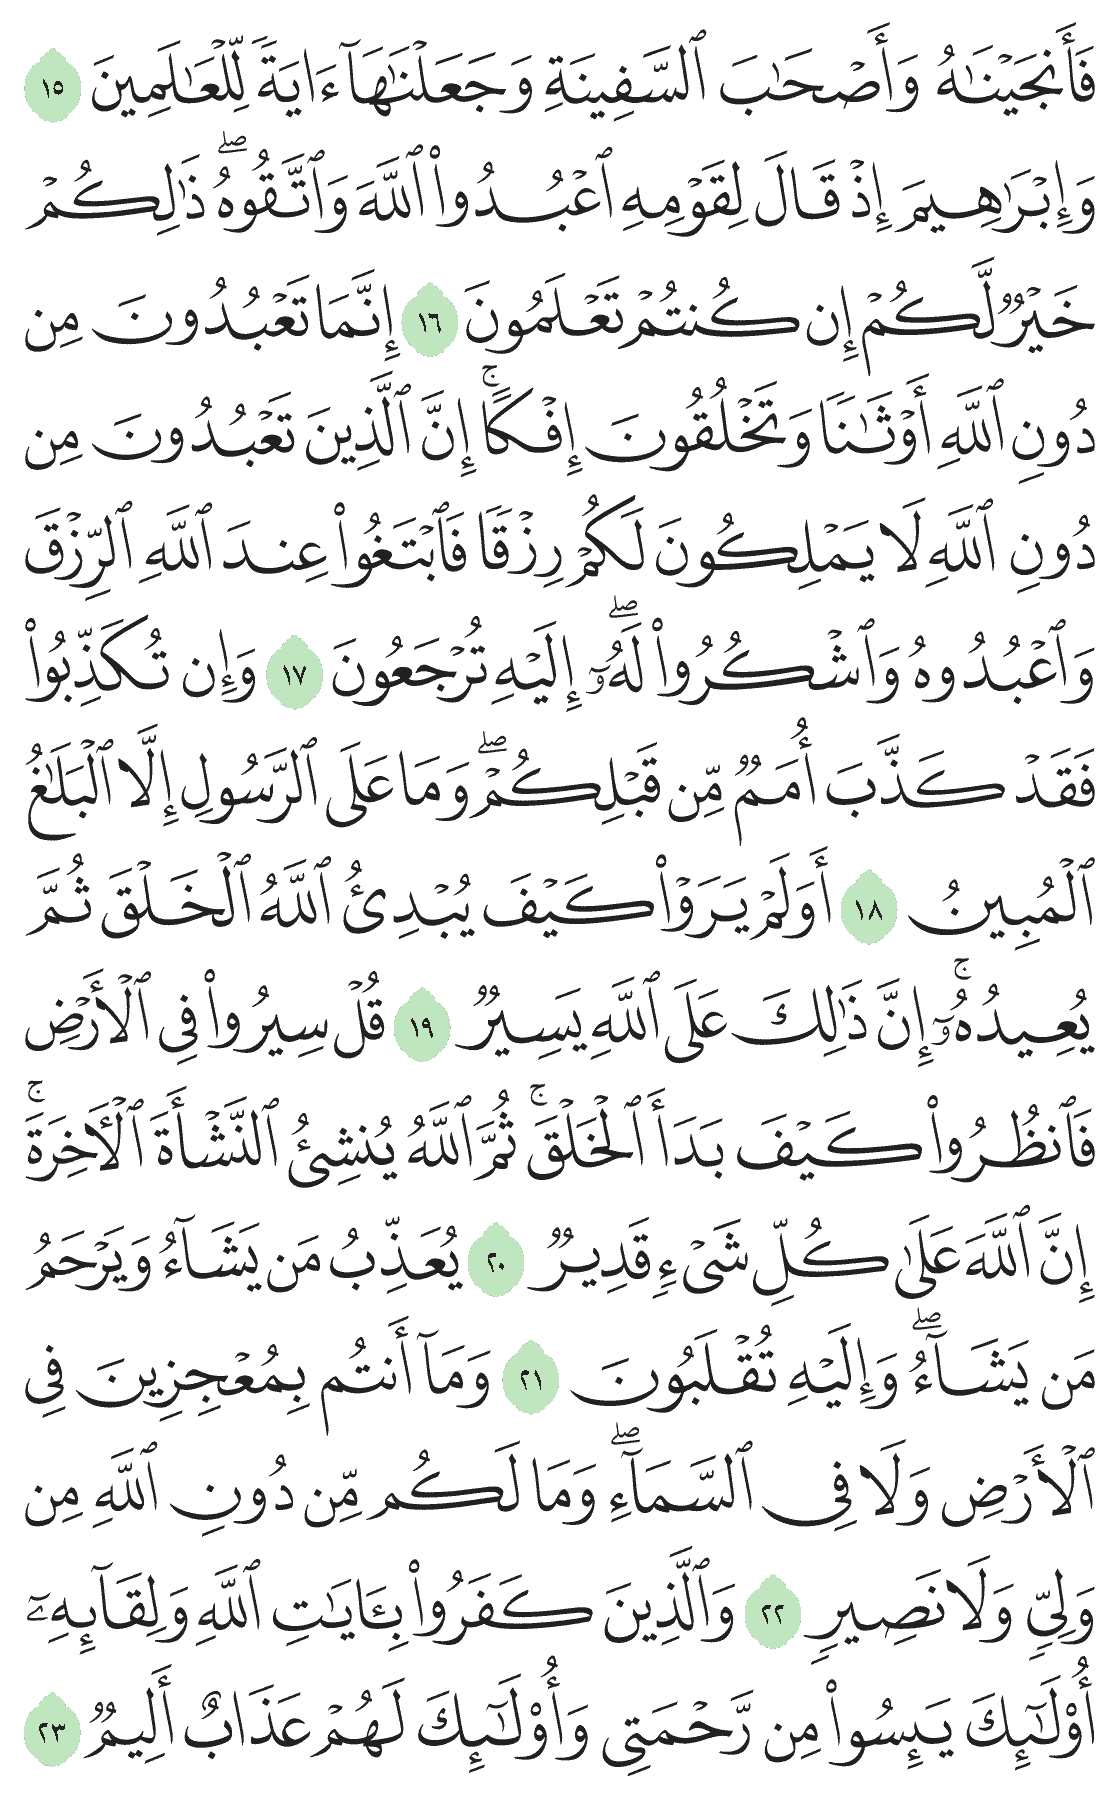 فَأَنجَيْنَٰهُ وَأَصْحَٰبَ ٱلسَّفِينَةِ وَجَعَلْنَٰهَآ ءَايَةً لِّلْعَٰلَمِينَ ١٥
وَإِبْرَٰهِيمَ إِذْ قَالَ لِقَوْمِهِ ٱعْبُدُوا۟ ٱللَّهَ وَٱتَّقُوهُ ۖ ذَٰلِكُمْ
خَيْرٌ لَّكُمْ إِن كُنتُمْ تَعْلَمُونَ ١٦ إِنَّمَا تَعْبُدُونَ مِن
دُونِ ٱللَّهِ أَوْثَٰنًا وَتَخْلُقُونَ إِفْكًا ۚ إِنَّ ٱلَّذِينَ تَعْبُدُونَ مِن
دُونِ ٱللَّهِ لَا يَمْلِكُونَ لَكُمْ رِزْقًا فَٱبْتَغُوا۟ عِندَ ٱللَّهِ ٱلرِّزْقَ
وَٱعْبُدُوهُ وَٱشْكُرُوا۟ لَهُۥٓ ۖ إِلَيْهِ تُرْجَعُونَ ١٧ وَإِن تُكَذِّبُوا۟
فَقَدْ كَذَّبَ أُمَمٌ مِّن قَبْلِكُمْ ۖ وَمَا عَلَى ٱلرَّسُولِ إِلَّا ٱلْبَلَٰغُ
ٱلْمُبِينُ ١٨ أَوَلَمْ يَرَوْا۟ كَيْفَ يُبْدِئُ ٱللَّهُ ٱلْخَلْقَ ثُمَّ
يُعِيدُهُۥٓ ۚ إِنَّ ذَٰلِكَ عَلَى ٱللَّهِ يَسِيرٌ ١٩ قُلْ سِيرُوا۟ فِى ٱلْأَرْضِ
فَٱنظُرُوا۟ كَيْفَ بَدَأَ ٱلْخَلْقَ ۚ ثُمَّ ٱللَّهُ يُنشِئُ ٱلنَّشْأَةَ ٱلْـَٔاخِرَةَ ۚ
إِنَّ ٱللَّهَ عَلَىٰ كُلِّ شَىْءٍ قَدِيرٌ ٢٠ يُعَذِّبُ مَن يَشَآءُ وَيَرْحَمُ
مَن يَشَآءُ ۖ وَإِلَيْهِ تُقْلَبُونَ ٢١ وَمَآ أَنتُم بِمُعْجِزِينَ فِى
ٱلْأَرْضِ وَلَا فِى ٱلسَّمَآءِ ۖ وَمَا لَكُم مِّن دُونِ ٱللَّهِ مِن
وَلِىٍّ وَلَا نَصِيرٍ ٢٢ وَٱلَّذِينَ كَفَرُوا۟ بِـَٔايَٰتِ ٱللَّهِ وَلِقَآئِهِۦٓ
أُو۟لَٰٓئِكَ يَئِسُوا۟ مِن رَّحْمَتِى وَأُو۟لَٰٓئِكَ لَهُمْ عَذَابٌ أَلِيمٌ ٢٣